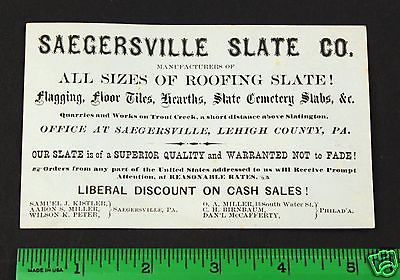 SAEGERSVILLE SLATE CO.
MANUFACTURERS OF
ALL SIZES OF ROOFING SLATE!
Flagging, Floor Tiles, Hearths, Slate Cemetery Slabs, &c.
Quarries and Works on Trout Creek, a short distance above Slatington.
OFFICE AT SAEGERSVILLE, LEHIGH COUNTY, PA.
OUR SLATE is of a SUPERIOR QUALITY and WARRANTED NOT to FADE!
Orders from any part of the United States addressed to us will Receive Prompt
Attention, at REASONABLE RATES.
LIBERAL DISCOUNT ON CASH SALES!
SAMUEL J. KISTLER,
AARON S. MILLER,
WILSON K. PETER,
SAEGERSVILLE, PA.
O. A. MILLER, South Water St.
C. H. BIRNBAUM,
DAN'L McCAFFERTY,
PHILAD'A.
MADE IN U.S.A.
1 2 3 4 5